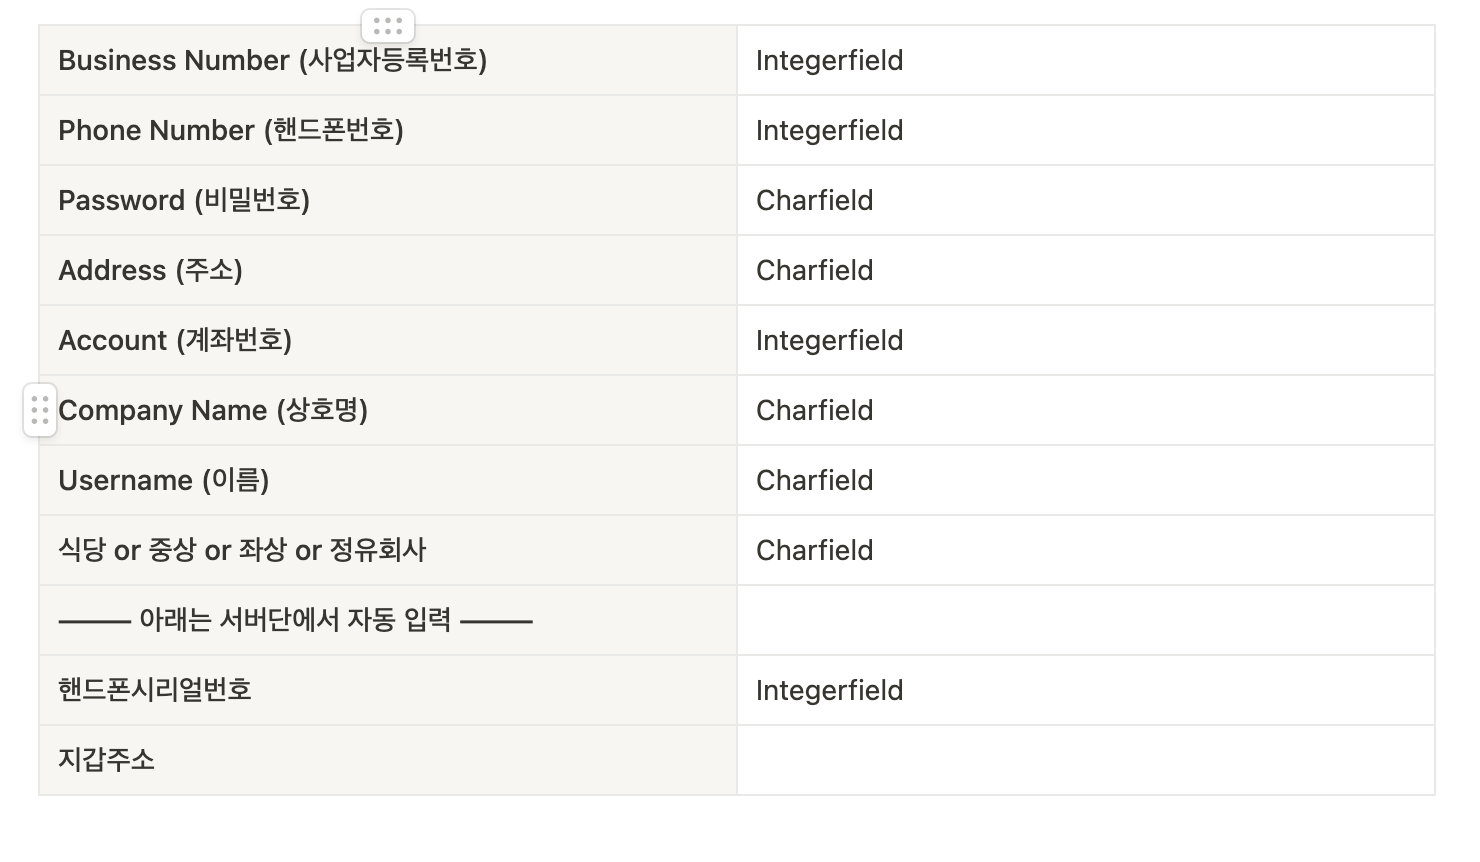 Business Number (사업자등록번호) Integerfield
Phone Number (핸드폰번호) Integerfield
Password (비밀번호) Charfield
Address (주소) Charfield
Account (계좌번호) Integerfield
Company Name (상호명) Charfield
Username (이름) Charfield
식당 or 중상 or 좌상 or 정유회사 Charfield
——— 아래는 서버단에서 자동 입력 ———
핸드폰시리얼번호 Integerfield
지갑주소